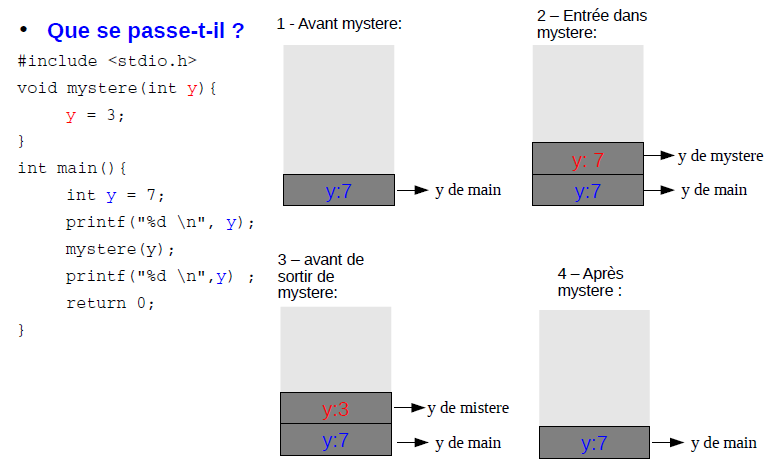 • Que se passe-t-il ?
#include <stdio.h>
void mystere(int y){
y = 3;
}
int main(){
int y = 7;
printf("%d \n", y);
mystere(y);
printf("%d \n",y) ;
return 0;
}
1 - Avant mystere:
y:7
y de main
2 – Entrée dans
mystere:
y: 7
y de mystere
y:7
y de main
3 – avant de
sortir de
mystere:
y:3
y de mistere
y:7
y de main
4 – Après
mystere :
y:7
y de main